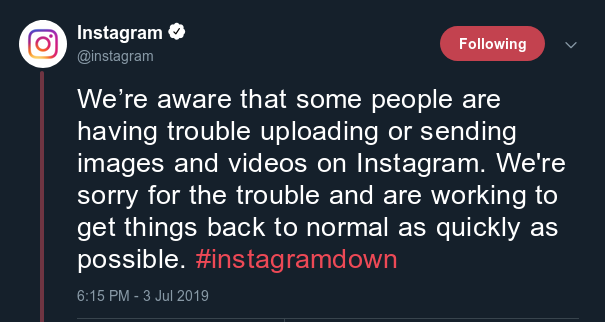 Instagram
@instagram
Following
We’re aware that some people are
having trouble uploading or sending
images and videos on Instagram. We're
sorry for the trouble and are working to
get things back to normal as quickly as
possible. #instagramdown
6:15 PM - 3 Jul 2019